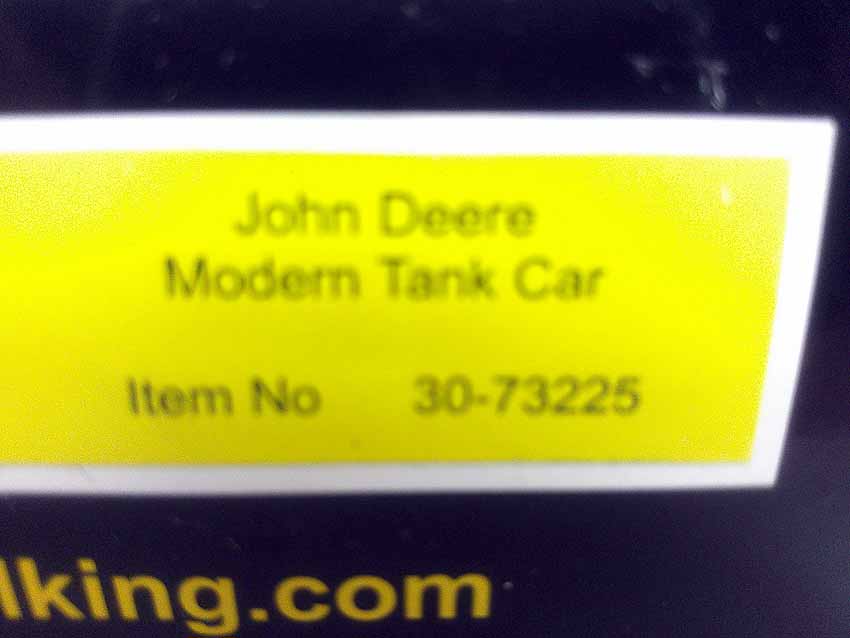 John Deere
Modern Tank Car
Item No 30-73225
lking.com